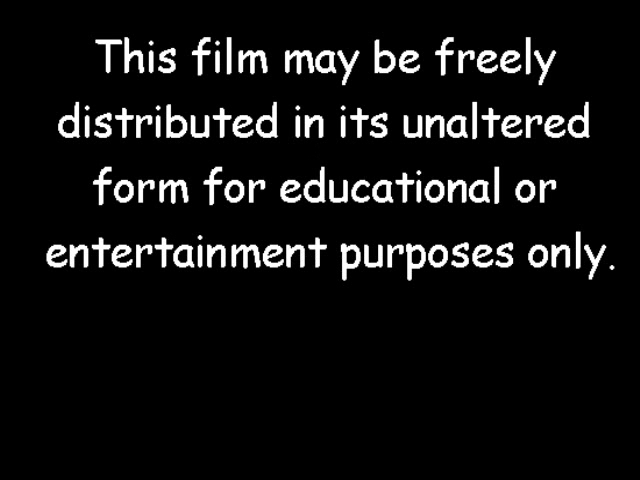 This film may be freely
distributed in its unaltered
form for educational or
entertainment purposes only.